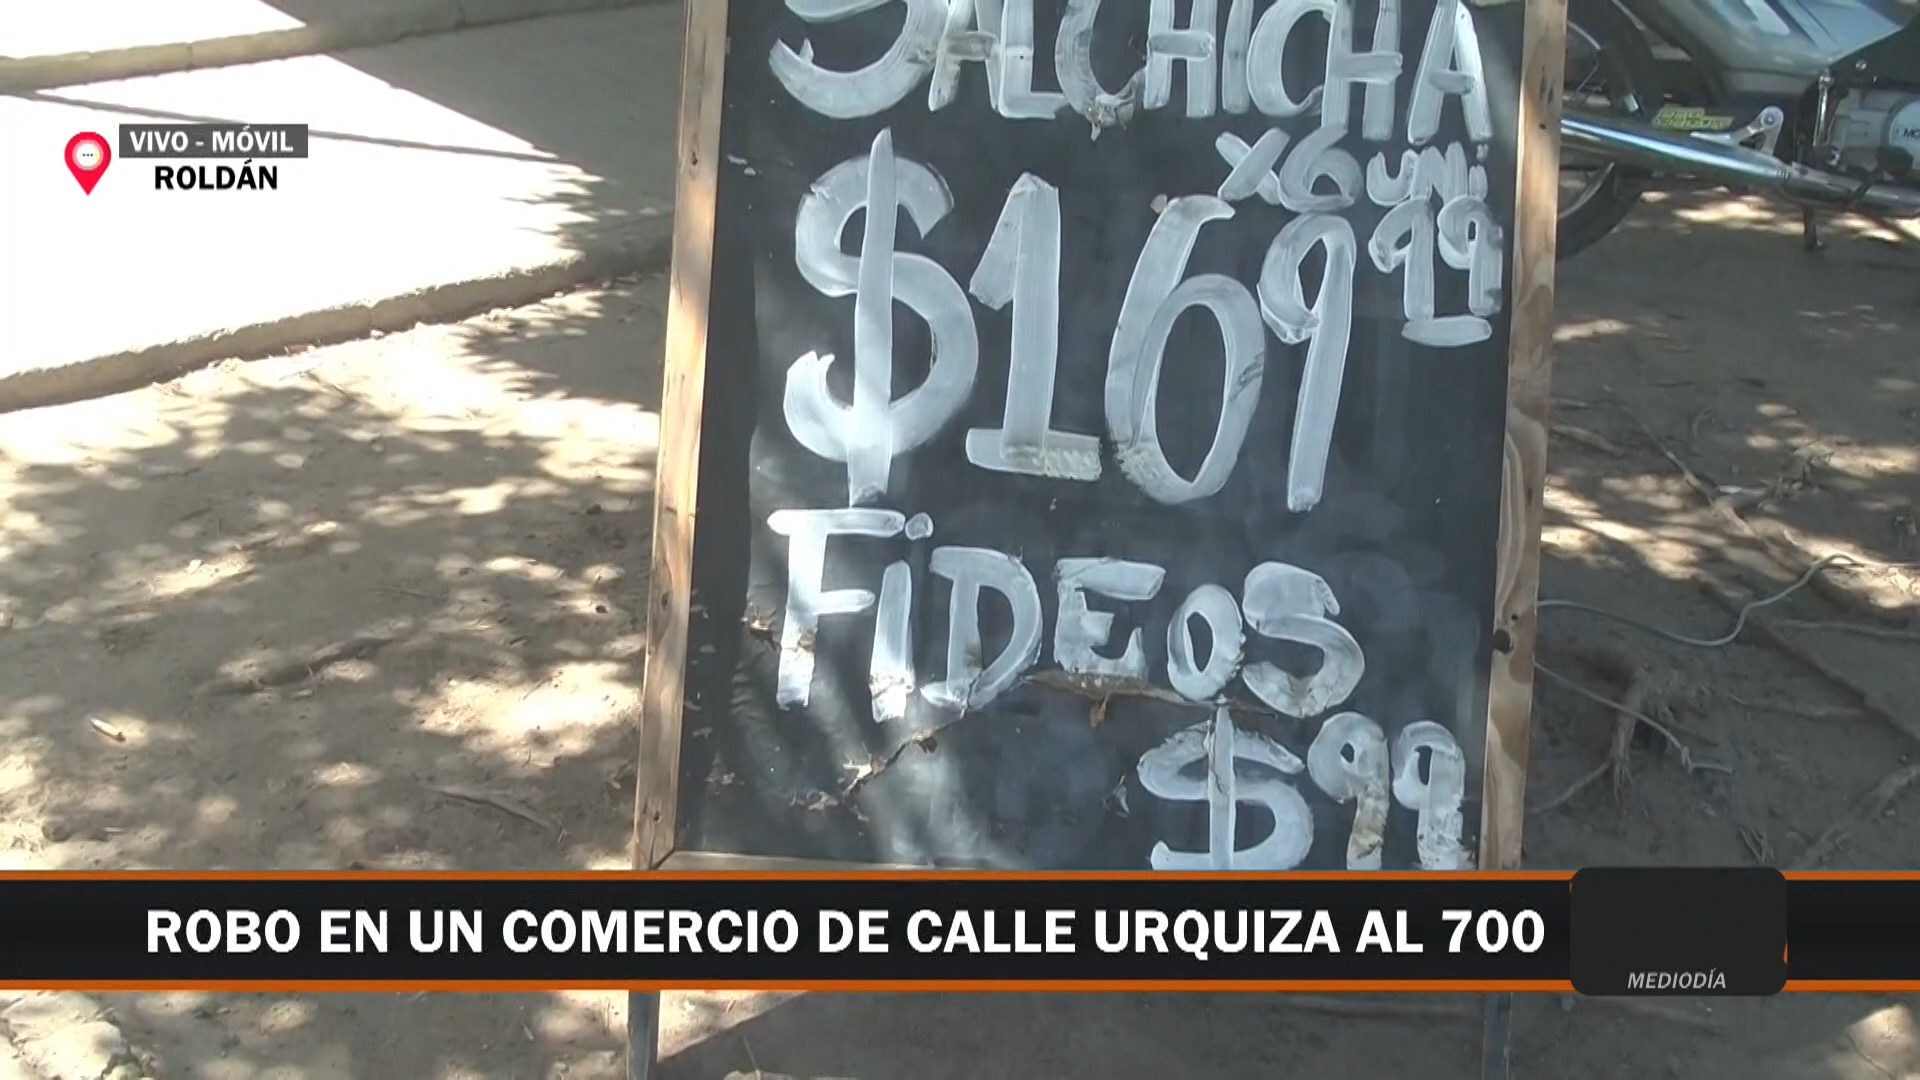 SALCHICHA
x6 UNi
$169 99
FiDEOS
$99
VIVO - MÓVIL
ROLDÁN
ROBO EN UN COMERCIO DE CALLE URQUIZA AL 700
MEDIODÍA